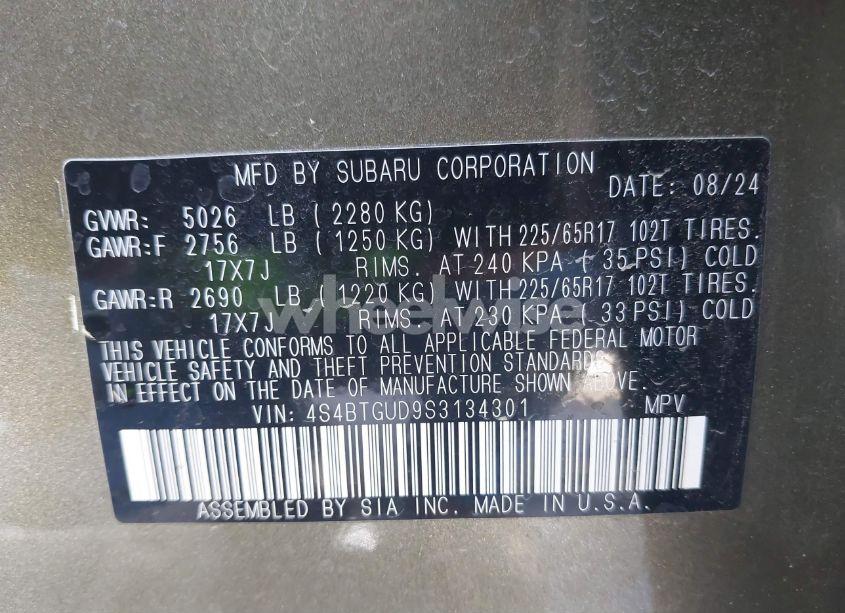 MFD BY SUBARU CORPORATION
DATE: 08/24
GVWR: 5026 LB ( 2280 KG)
GAWR:F 2756 LB ( 1250 KG) WITH 225/65R17 102T TIRES.
17X7J RIMS. AT 240 KPA ( 35 PSI) COLD
GAWR:R 2690 LB ( 1220 KG) WITH 225/65R17 102T TIRES.
17X7J RIMS. AT 230 KPA ( 33 PSI) COLD
wheelwise
THIS VEHICLE CONFORMS TO ALL APPLICABLE FEDERAL MOTOR
VEHICLE SAFETY AND THEFT PREVENTION STANDARDS
IN EFFECT ON THE DATE OF MANUFACTURE SHOWN ABOVE.
VIN: 4S4BTGUD9S3134301 MPV
ASSEMBLED BY SIA INC. MADE IN U.S.A.